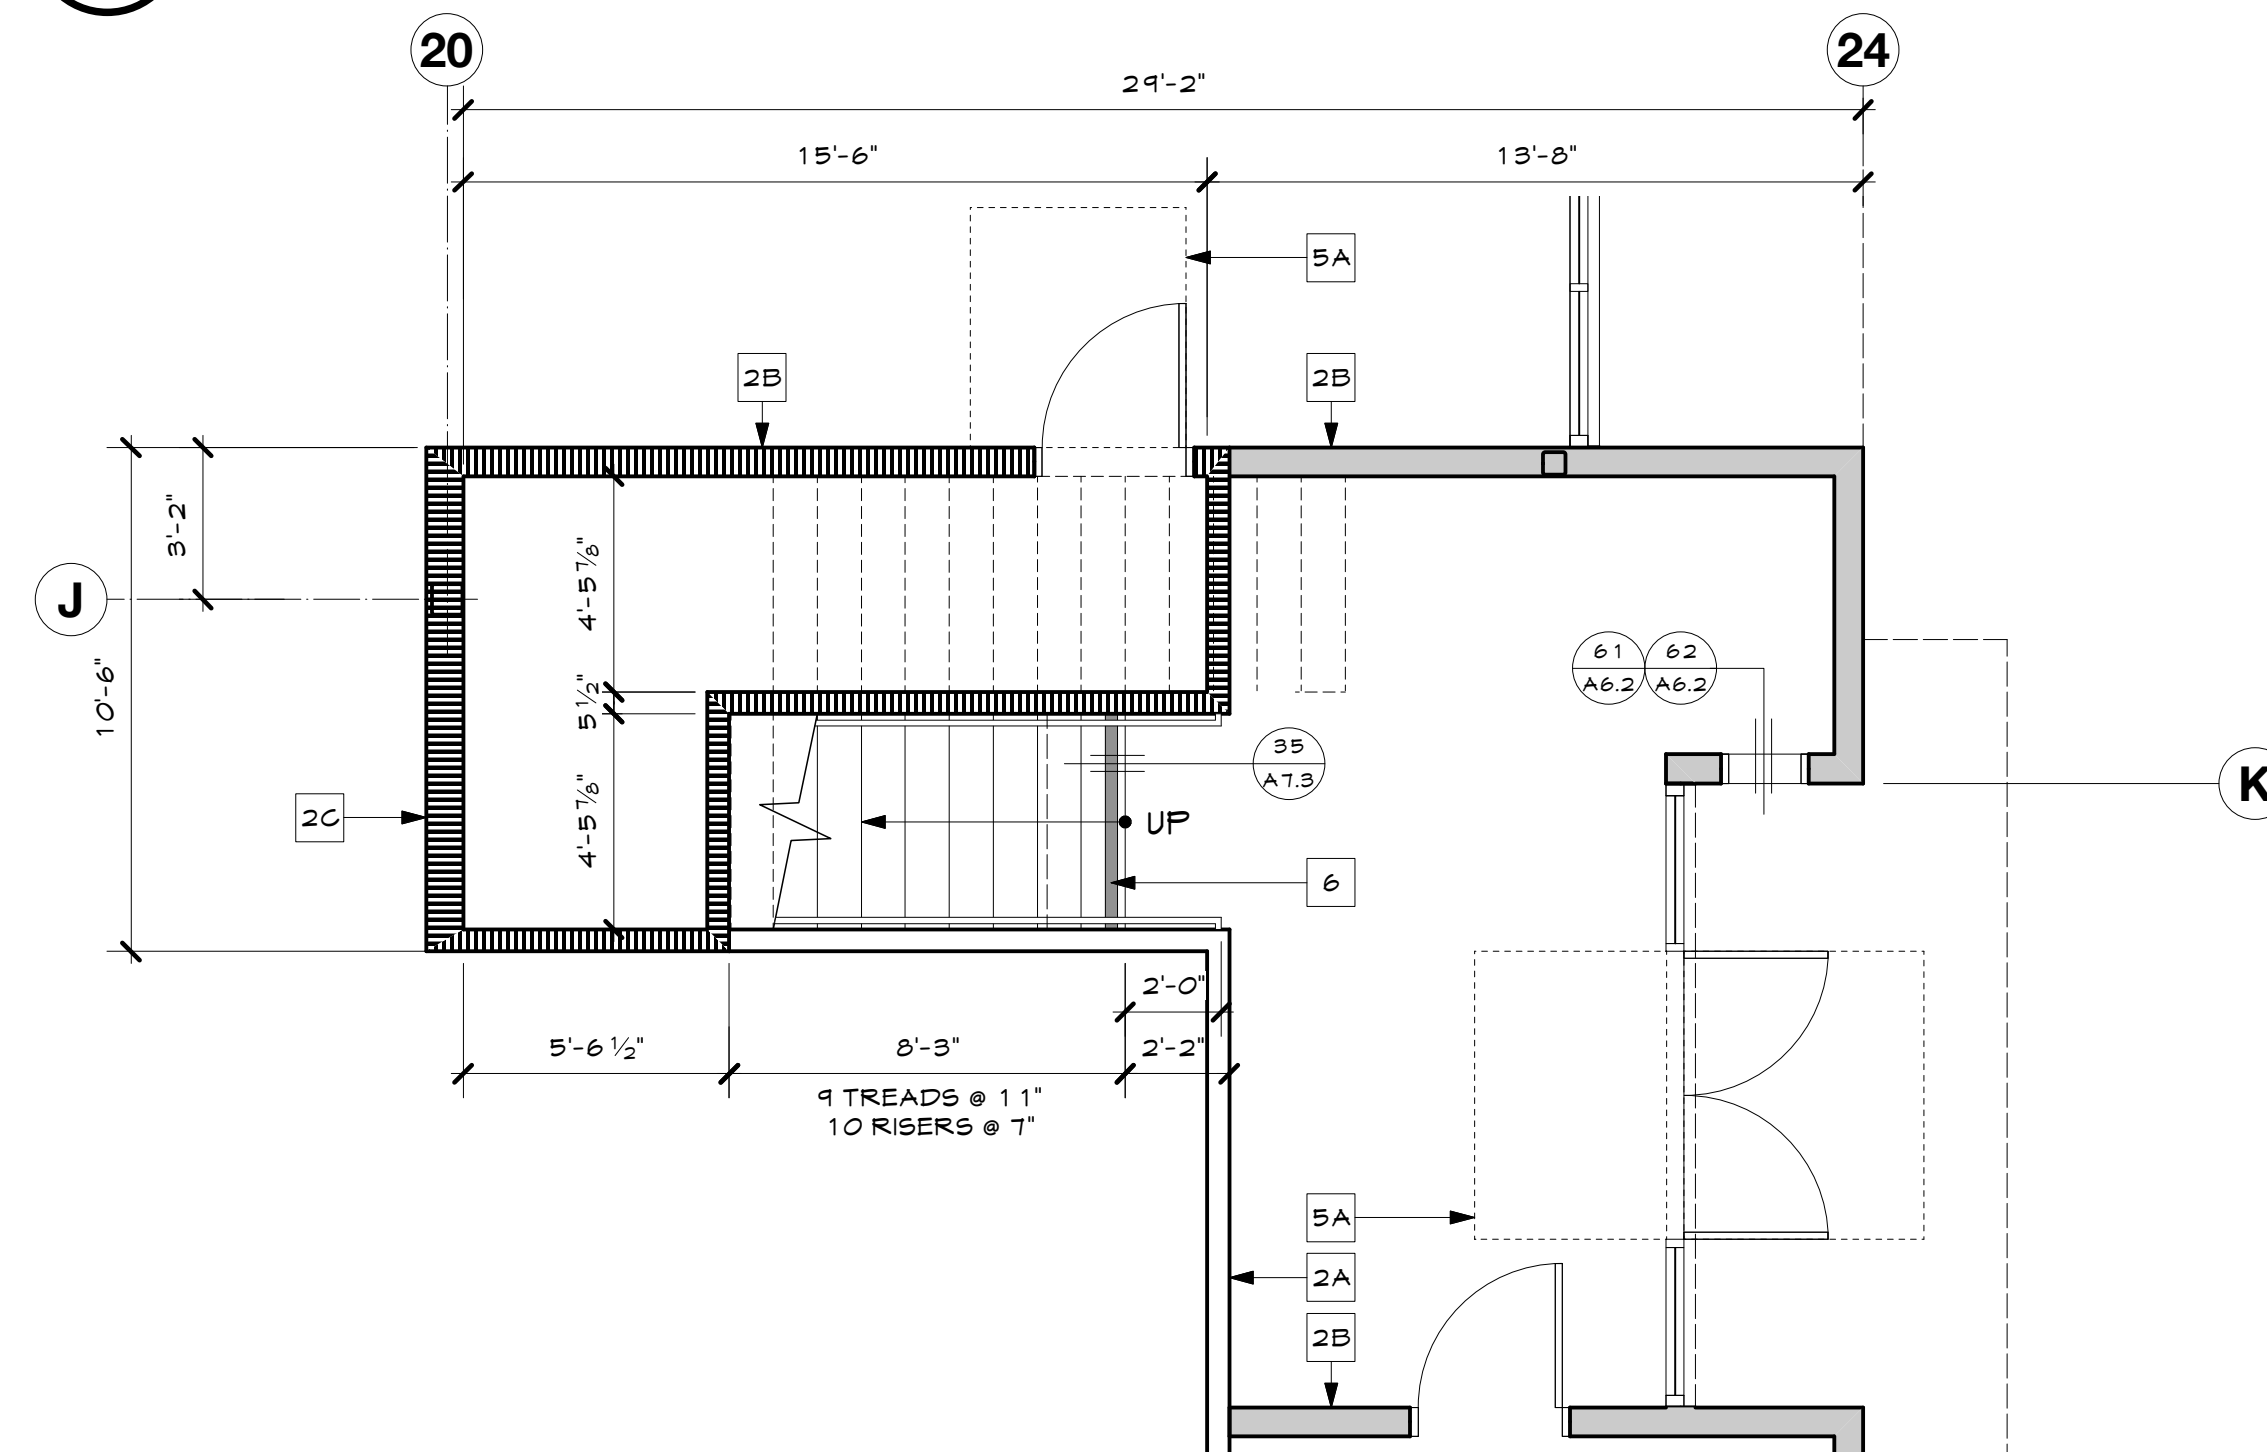 20
24
29'-2"
15'-6"
13'-8"
5A
2B
2B
3'-2"
4'-5 7/8"
J
10'-6"
61
A6.2
62
A6.2
5 1/2"
35
A7.3
K
2C
4'-5 7/8"
UP
6
2'-0"
5'-6 1/2"
8'-3"
2'-2"
9 TREADS @ 11"
10 RISERS @ 7"
5A
2A
2B